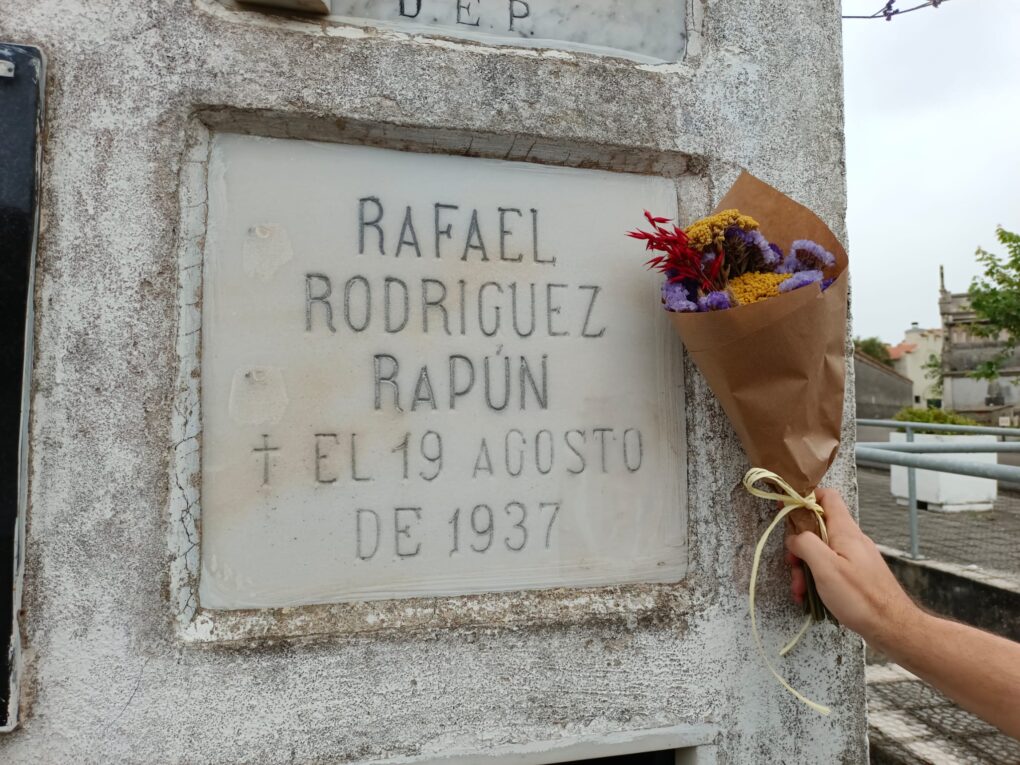 D E P
RAFAEL
RODRIGUEZ
RAPÚN
† EL 19 AGOSTO
DE 1937